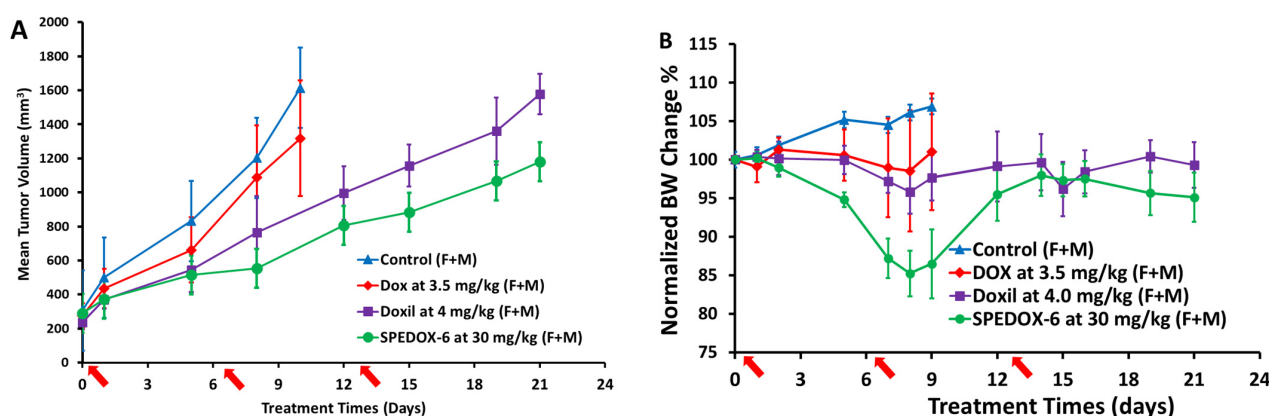 A
Mean Tumor Volume (mm³)
2000
1800
1600
1400
1200
1000
800
600
400
200
0
Control (F+M)
Dox at 3.5 mg/kg (F+M)
Doxil at 4 mg/kg (F+M)
SPEDOX-6 at 30 mg/kg (F+M)
0 3 6 9 12 15 18 21 24
Treatment Times (Days)
B
Normalized BW Change %
115
110
105
100
95
90
85
80
75
Control (F+M)
DOX at 3.5 mg/kg (F+M)
Doxil at 4.0 mg/kg (F+M)
SPEDOX-6 at 30 mg/kg (F+M)
0 3 6 9 12 15 18 21 24
Treatment Times (days)